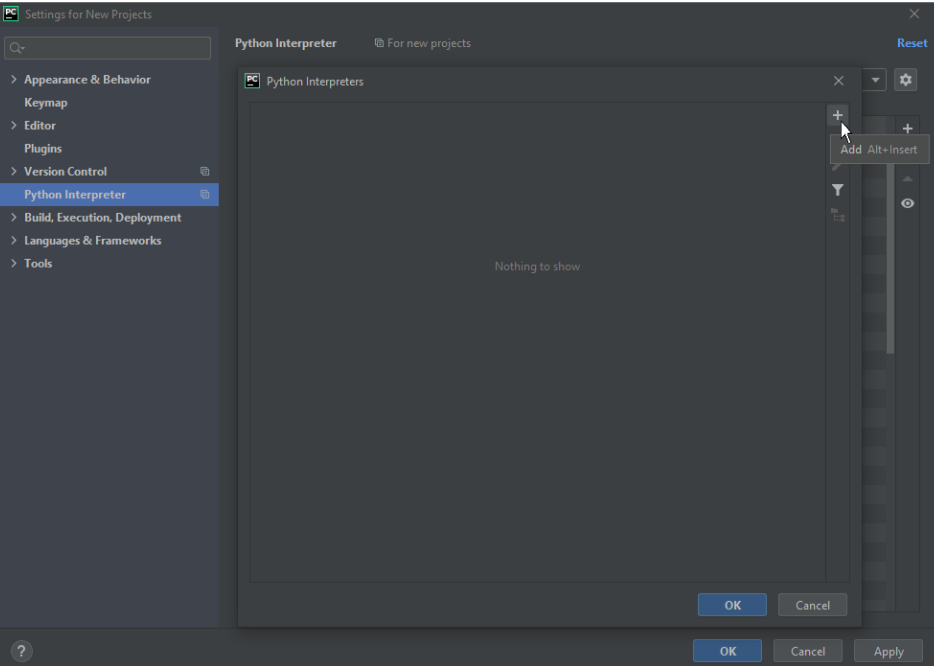 PC Settings for New Projects
Python Interpreter For new projects Reset
Appearance & Behavior
Keymap
Editor
Plugins
Version Control
Python Interpreter
Build, Execution, Deployment
Languages & Frameworks
Tools
PC Python Interpreters
Add Alt+Insert
Nothing to show
OK Cancel
? OK Cancel Apply